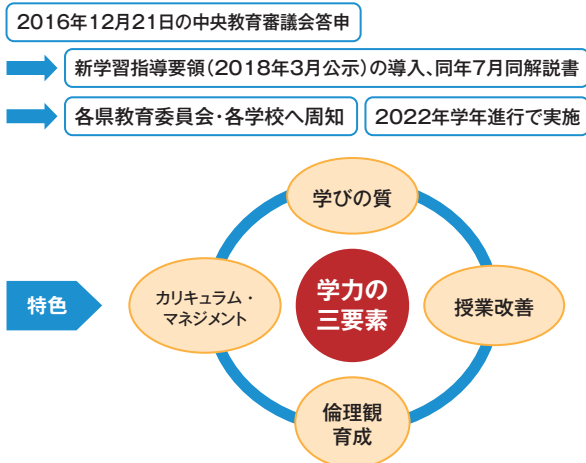 2016年12月21日の中央教育審議会答申
新学習指導要領(2018年3月公示)の導入、同年7月同解説書
各県教育委員会・各学校へ周知
2022年学年進行で実施
学びの質
特色
カリキュラム・
マネジメント
学力の
三要素
授業改善
倫理観
育成